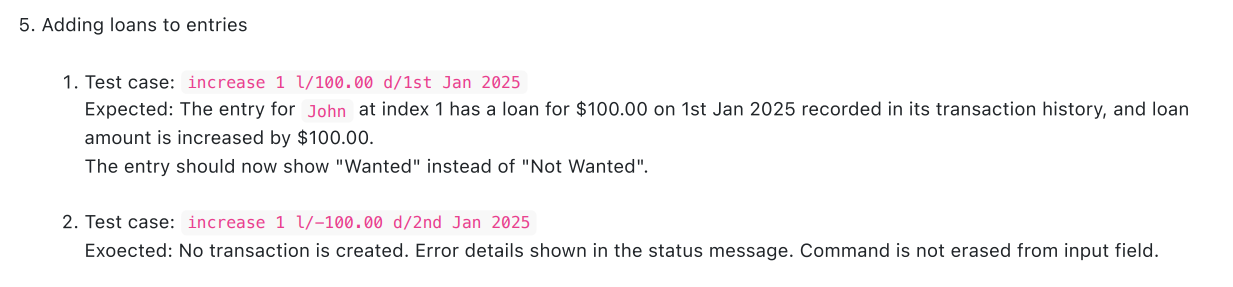 5. Adding loans to entries
1. Test case: increase 1 l/100.00 d/1st Jan 2025
Expected: The entry for John at index 1 has a loan for $100.00 on 1st Jan 2025 recorded in its transaction history, and loan
amount is increased by $100.00.
The entry should now show "Wanted" instead of "Not Wanted".
2. Test case: increase 1 l/-100.00 d/2nd Jan 2025
Exoected: No transaction is created. Error details shown in the status message. Command is not erased from input field.